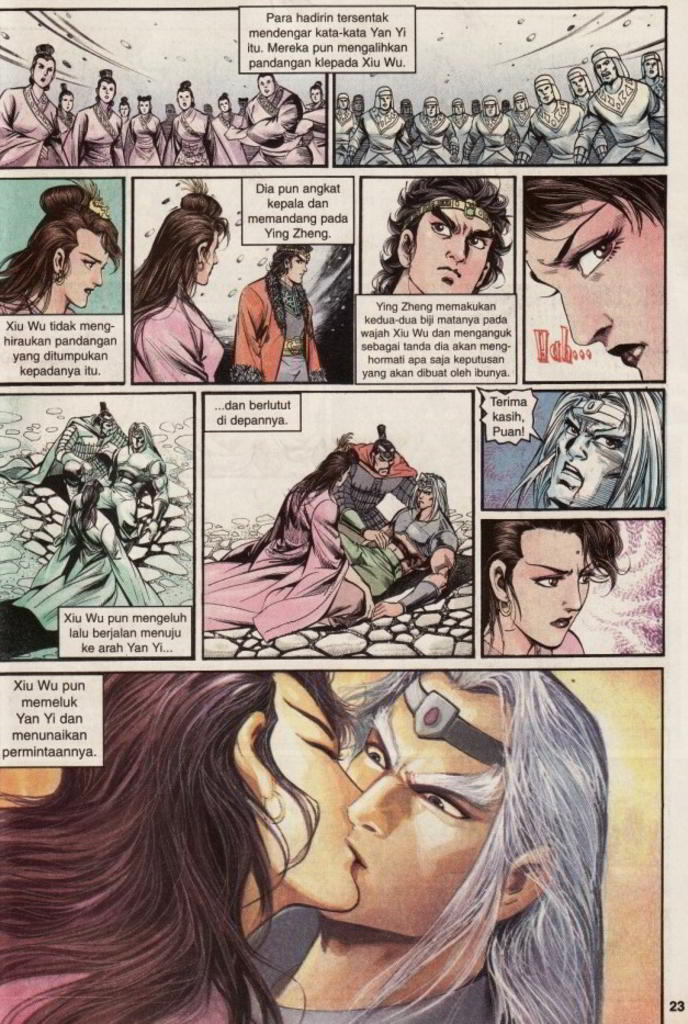 Para hadirin tersentak
mendengar kata-kata Yan Yi
itu. Mereka pun mengalihkan
pandangan klepada Xiu Wu.
Dia pun angkat
kepala dan
memandang pada
Ying Zheng.
Xiu Wu tidak meng-
hiraukan pandangan
yang ditumpukan
kepadanya itu.
Ying Zheng memakukan
kedua-dua biji matanya pada
wajah Xiu Wu dan menganguk
sebagai tanda dia akan meng-
hormati apa saja keputusan
yang akan dibuat oleh ibunya.
Hah...
Xiu Wu pun mengeluh
lalu berjalan menuju
ke arah Yan Yi...
...dan berlutut
di depannya.
Terima
kasih,
Puan!
Xiu Wu pun
memeluk
Yan Yi dan
menunaikan
permintaannya.
23